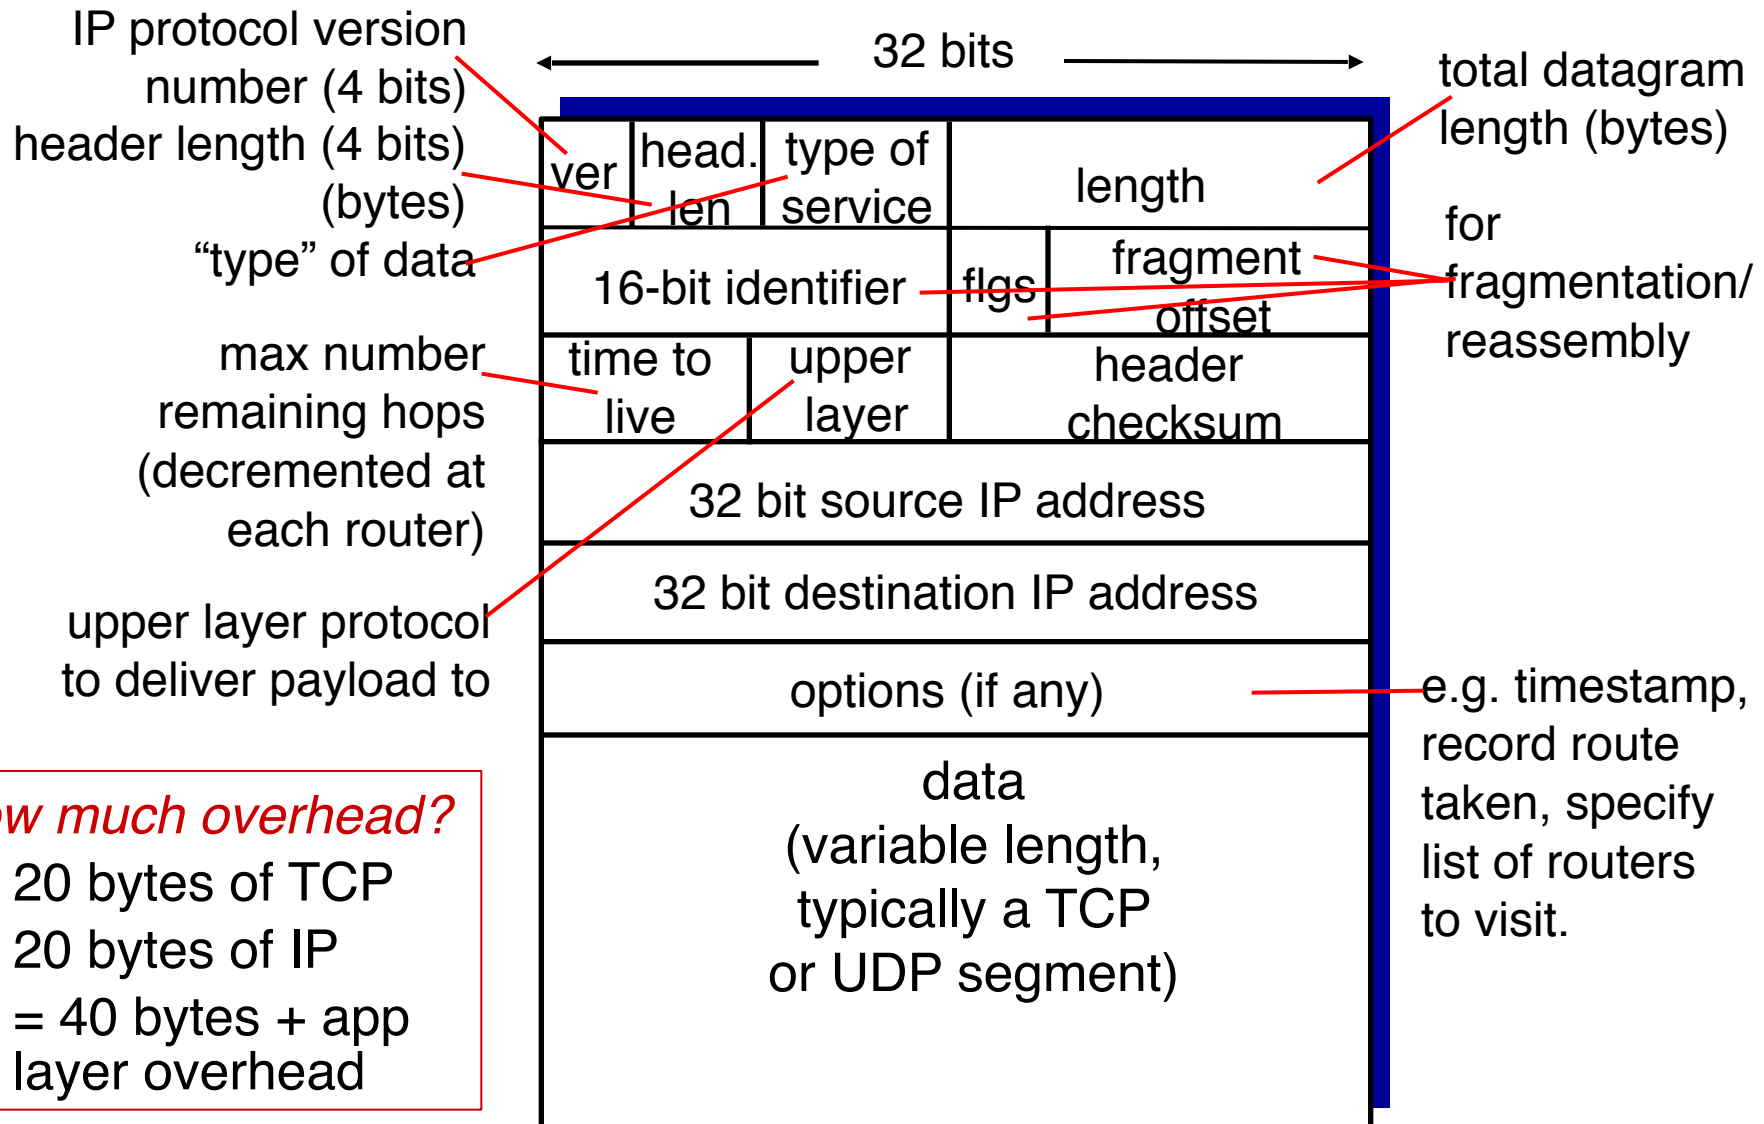 IP protocol version
number (4 bits)
header length (4 bits)
(bytes)
“type” of data
max number
remaining hops
(decremented at
each router)
upper layer protocol
to deliver payload to
32 bits
ver
head.
len
type of
service
length
16-bit identifier
flgs
fragment
offset
time to
live
upper
layer
header
checksum
32 bit source IP address
32 bit destination IP address
options (if any)
data
(variable length,
typically a TCP
or UDP segment)
total datagram
length (bytes)
for
fragmentation/
reassembly
e.g. timestamp,
record route
taken, specify
list of routers
to visit.
much overhead?
20 bytes of TCP
20 bytes of IP
= 40 bytes + app
layer overhead